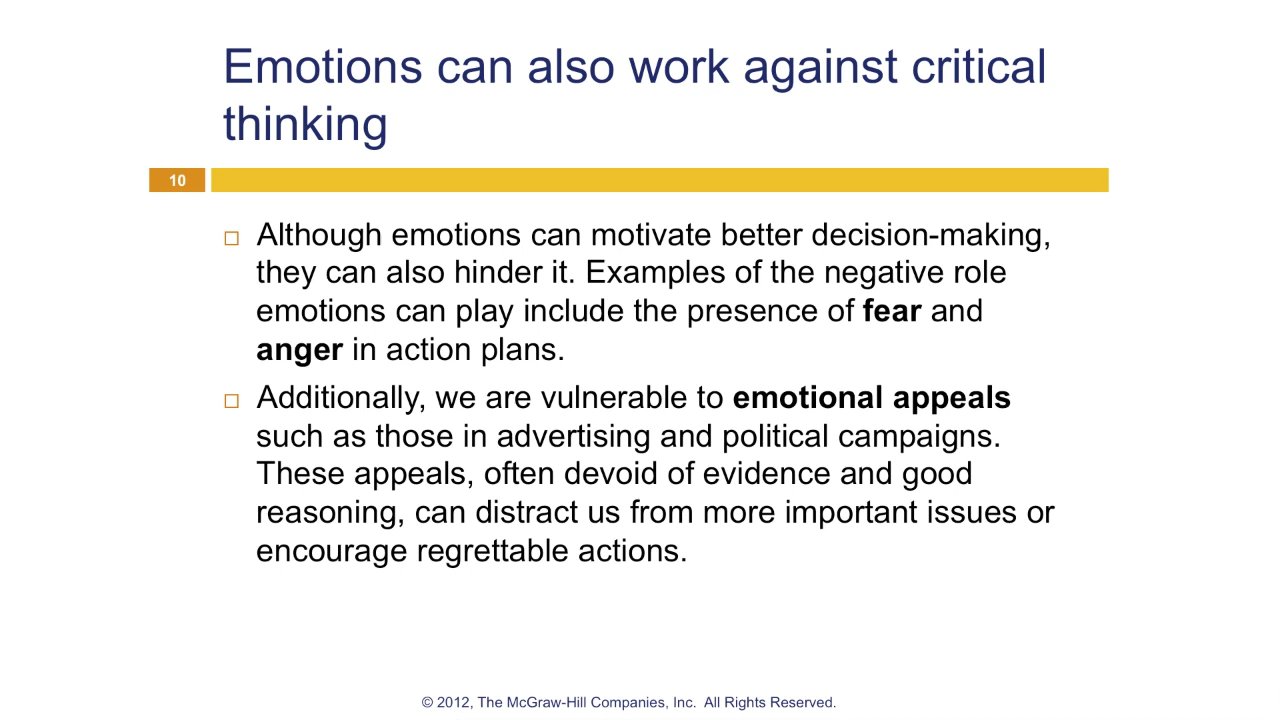 Emotions can also work against critical
thinking
10
Although emotions can motivate better decision-making,
they can also hinder it. Examples of the negative role
emotions can play include the presence of fear and
anger in action plans.
Additionally, we are vulnerable to emotional appeals
such as those in advertising and political campaigns.
These appeals, often devoid of evidence and good
reasoning, can distract us from more important issues or
encourage regrettable actions.
© 2012, The McGraw-Hill Companies, Inc.  All Rights Reserved.